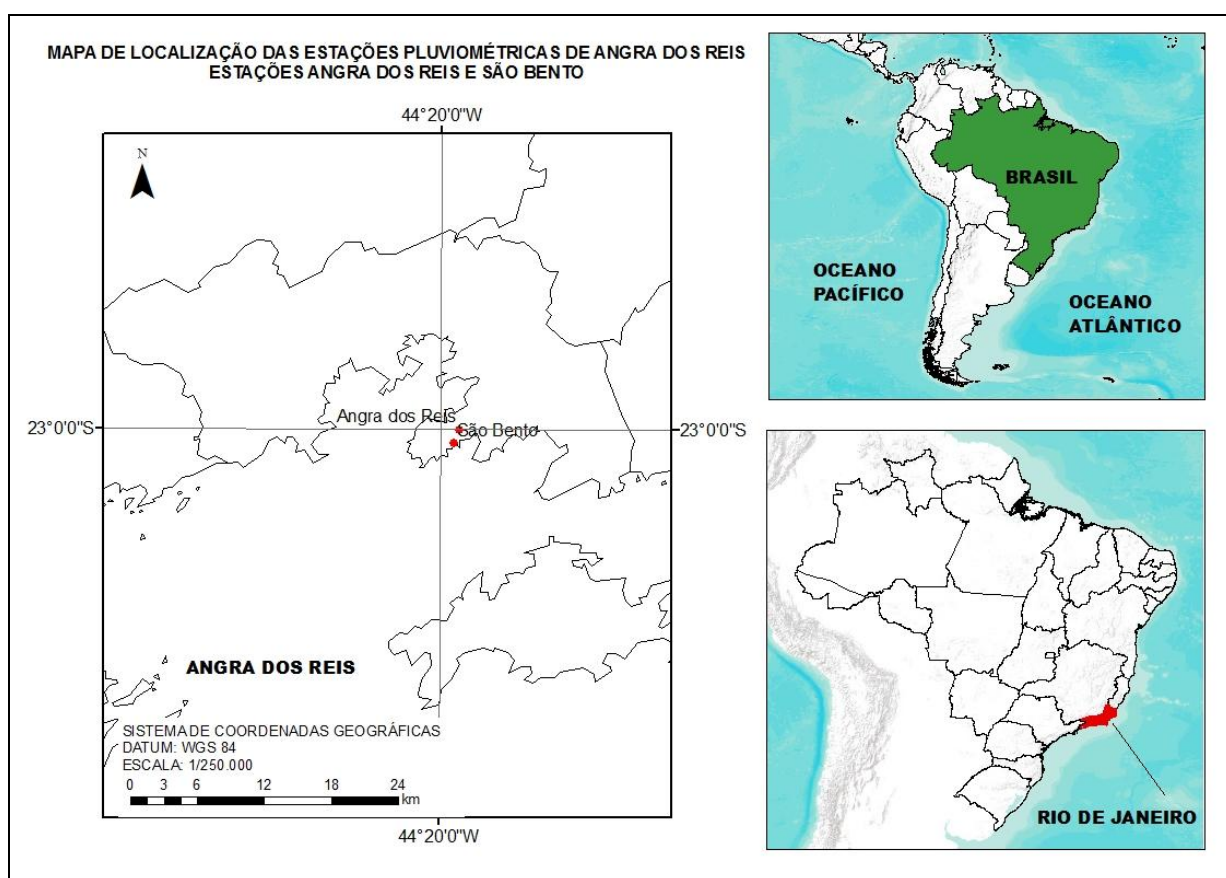 MAPA DE LOCALIZAÇÃO DAS ESTAÇÕES PLUVIOMÉTRICAS DE ANGRA DOS REIS
ESTAÇÕES ANGRA DOS REIS E SÃO BENTO
44°20'0"W
N
Angra dos Reis
São Bento
23°0'0"S
23°0'0"S
ANGRA DOS REIS
SISTEMA DE COORDENADAS GEOGRÁFICAS
DATUM: WGS 84
ESCALA: 1/250.000
0 3 6 12 18 24
km
44°20'0"W
BRASIL
OCEANO
PACÍFICO
OCEANO
ATLÂNTICO
RIO DE JANEIRO